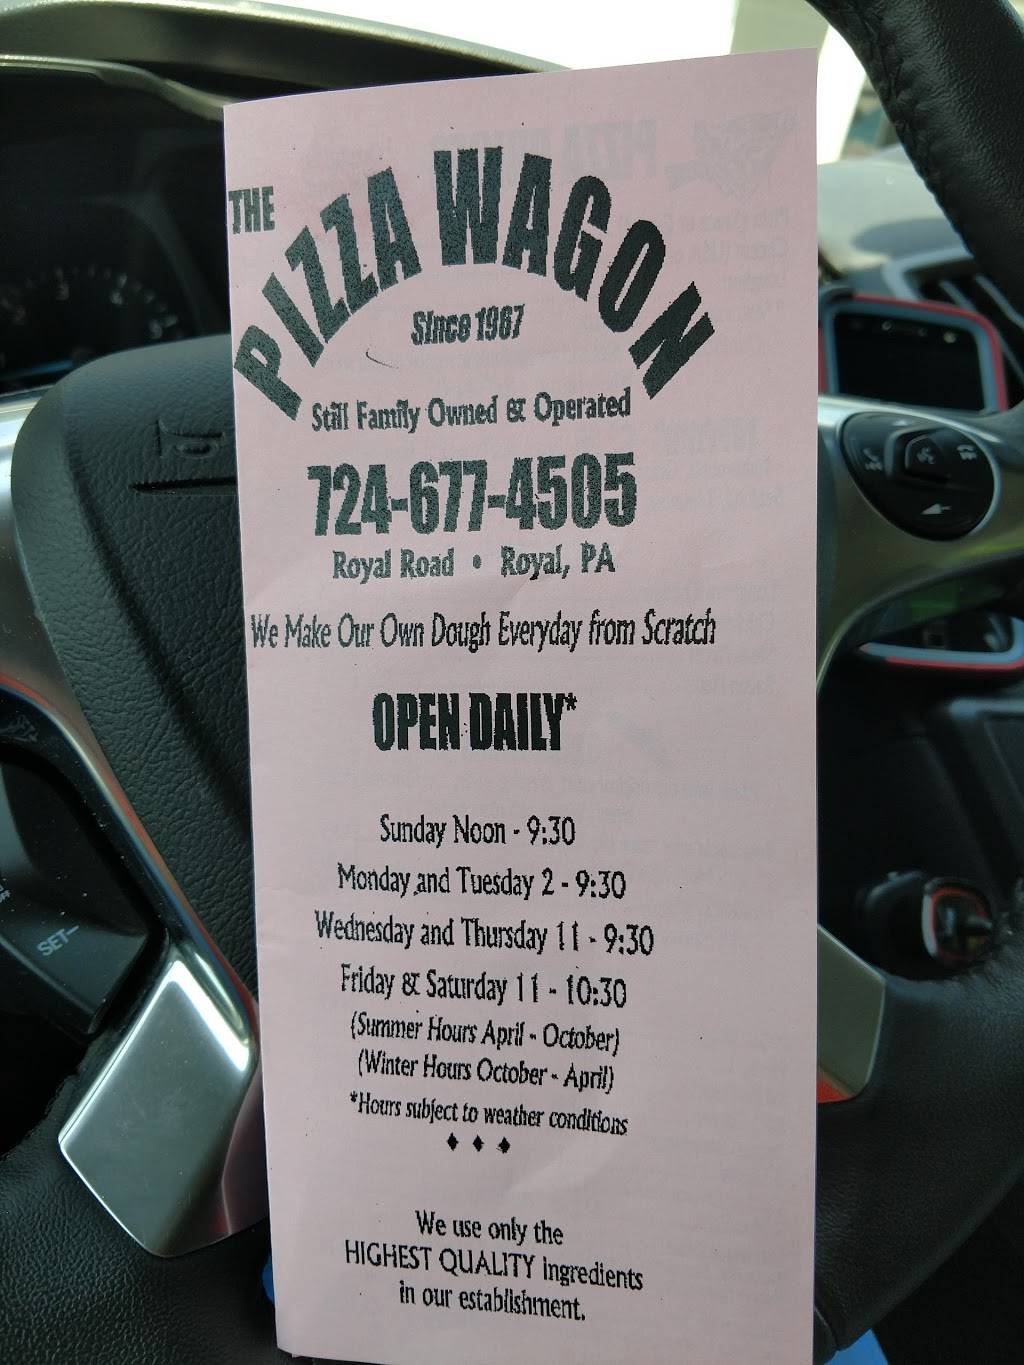 THE
PIZZA WAGON
Since 1967
Still Family Owned & Operated
724-677-4505
Royal Road • Royal, PA
We Make Our Own Dough Everyday from Scratch
OPEN DAILY*
Sunday Noon - 9:30
Monday and Tuesday 2 - 9:30
Wednesday and Thursday 11 - 9:30
Friday & Saturday 11 - 10:30
(Summer Hours April - October)
(Winter Hours October - April)
*Hours subject to weather conditions
♦ ♦ ♦
We use only the
HIGHEST QUALITY ingredients
in our establishment.
SET-